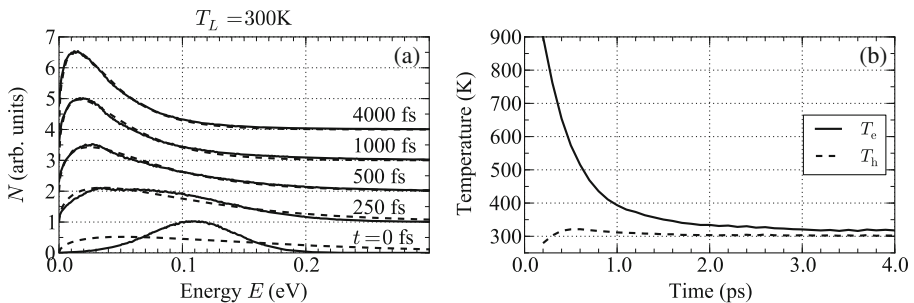 T_L = 300K
(a)
N (arb. units)
7
6
5
4
3
2
1
0
4000 fs
1000 fs
500 fs
250 fs
t = 0 fs
0.0
0.1
0.2
Energy E (eV)
(b)
Temperature (K)
900
800
700
600
500
400
300
T_e
T_h
0.0
1.0
2.0
3.0
4.0
Time (ps)